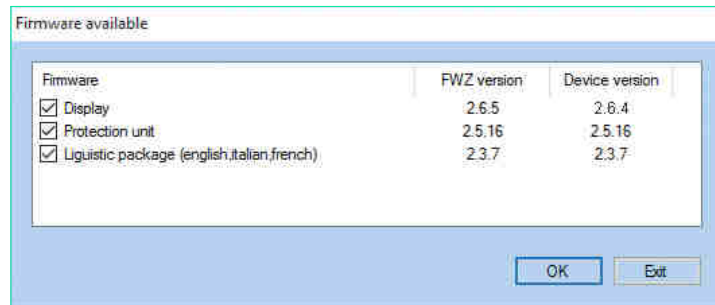 Firmware available
Firmware FWZ version Device version
Display 2.6.5 2.6.4
Protection unit 2.5.16 2.5.16
Liguistic package (english,italian,french) 2.3.7 2.3.7
OK Exit